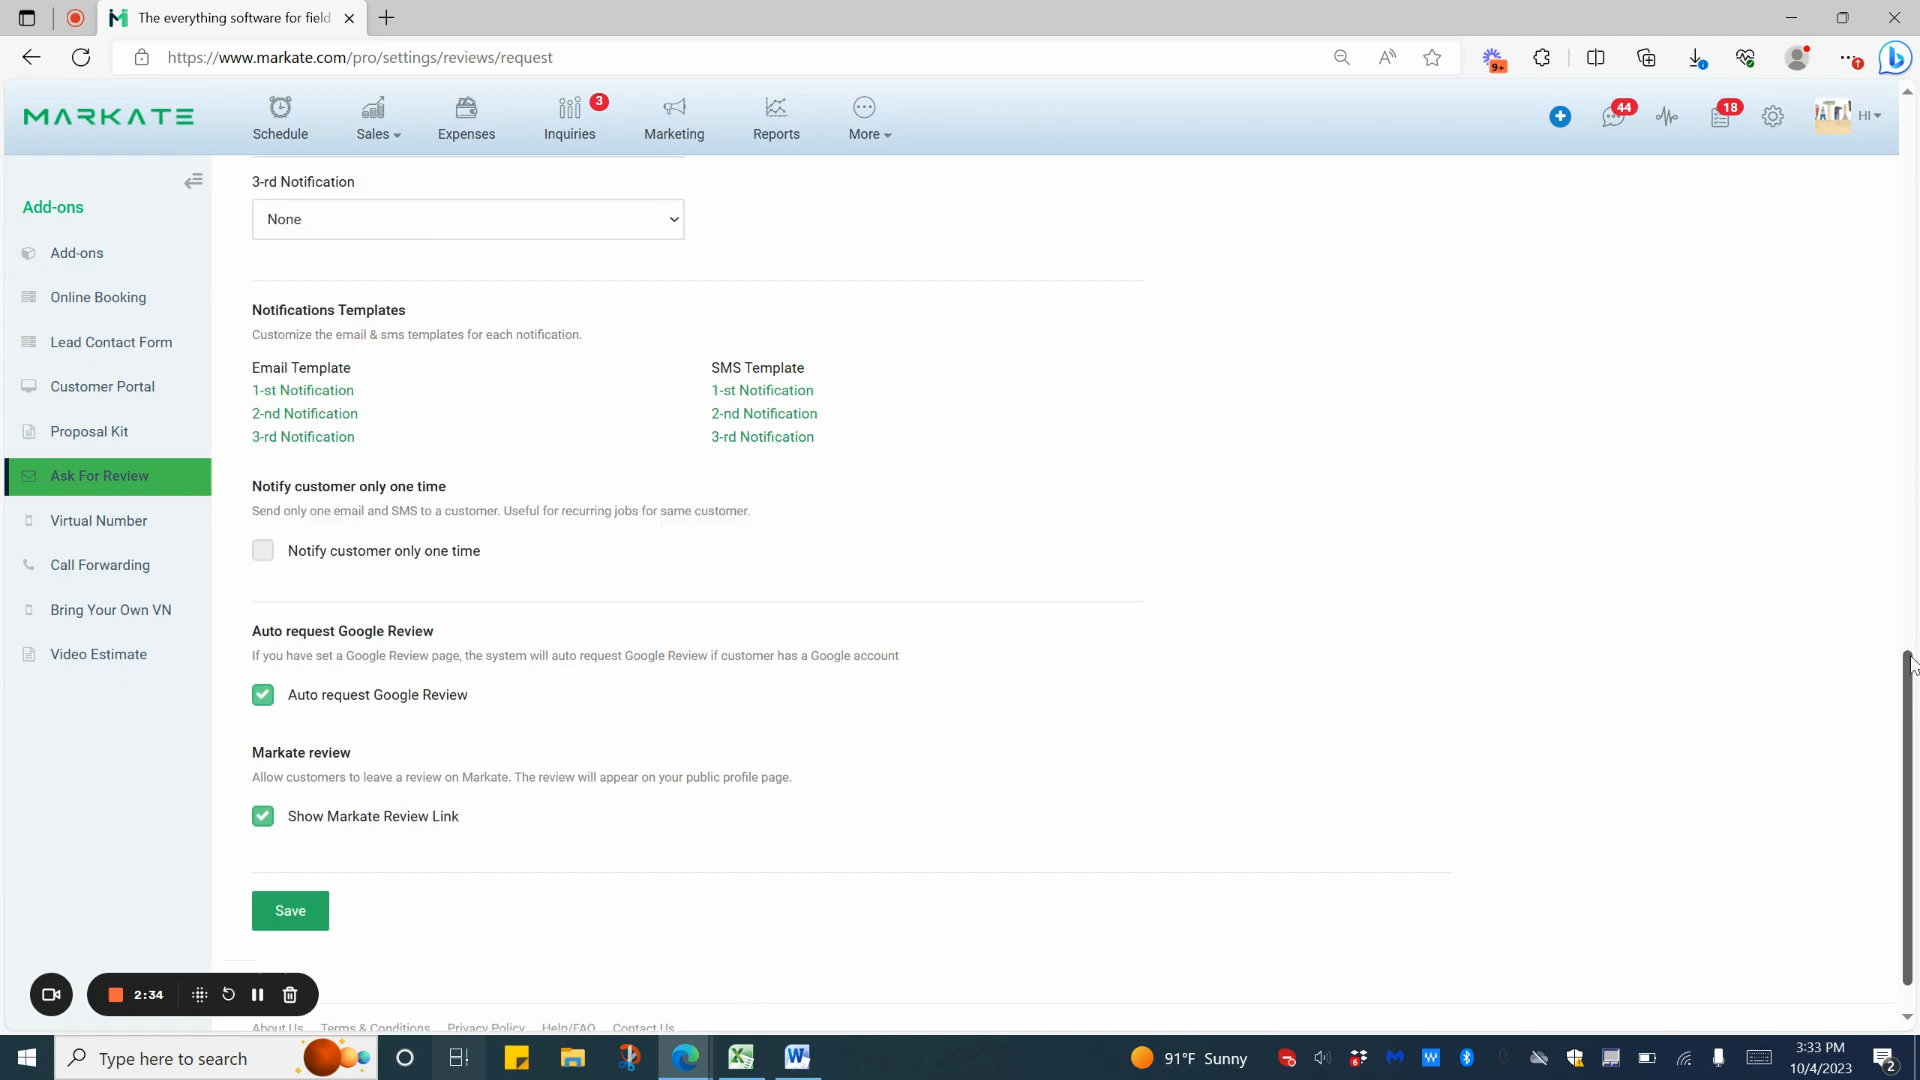 The everything software for field
https://www.markate.com/pro/settings/reviews/request
9+
MARKATE
Schedule
Sales
Expenses
Inquiries
3
Marketing
Reports
More
44
18
HI
Add-ons
Add-ons
Online Booking
Lead Contact Form
Customer Portal
Proposal Kit
Ask For Review
Virtual Number
Call Forwarding
Bring Your Own VN
Video Estimate
3-rd Notification
None
Notifications Templates
Customize the email & sms templates for each notification.
Email Template
SMS Template
1-st Notification
1-st Notification
2-nd Notification
2-nd Notification
3-rd Notification
3-rd Notification
Notify customer only one time
Send only one email and SMS to a customer. Useful for recurring jobs for same customer.
Notify customer only one time
Auto request Google Review
If you have set a Google Review page, the system will auto request Google Review if customer has a Google account
Auto request Google Review
Markate review
Allow customers to leave a review on Markate. The review will appear on your public profile page.
Show Markate Review Link
Save
2:34
About Us Terms & Conditions Privacy Policy Help/FAQ Contact Us
Type here to search
91°F Sunny
6
3:33 PM
10/4/2023
2